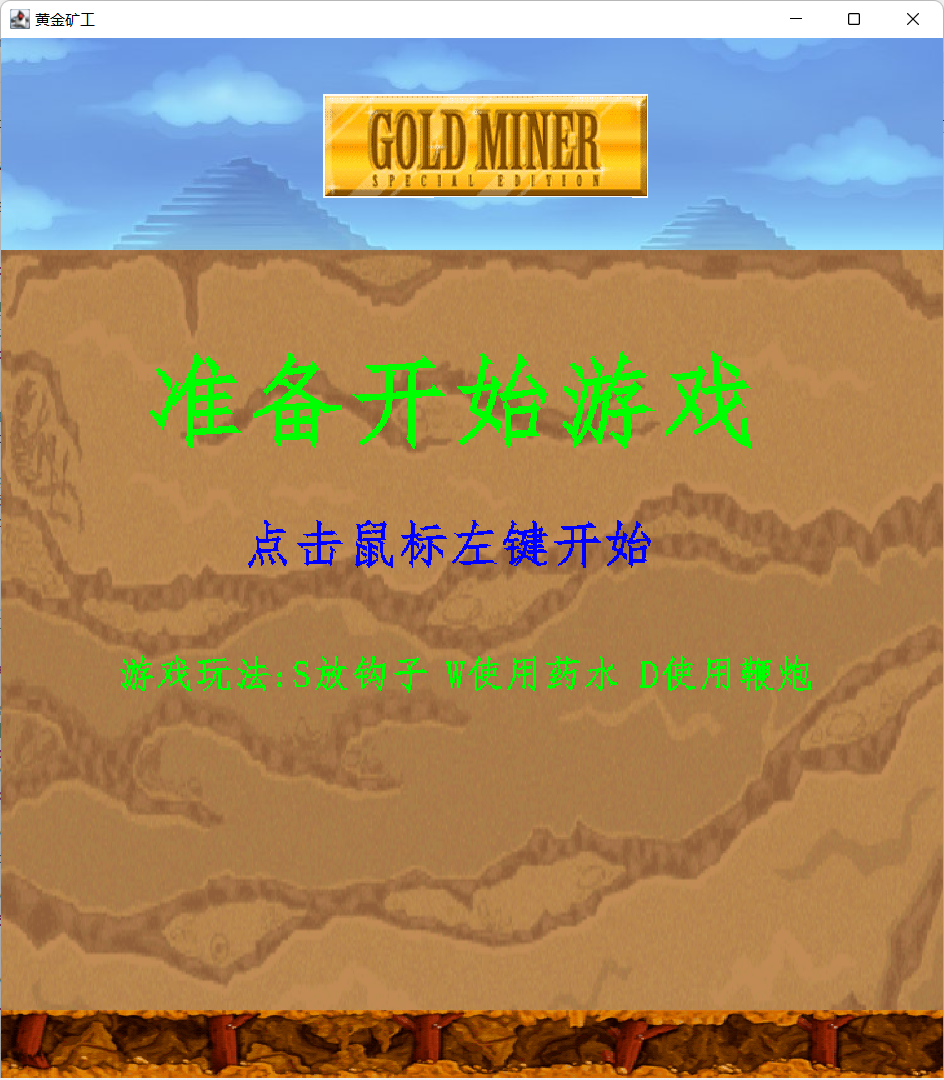 黄金矿工
GOLD MINER
SPECIAL EDITION
准备开始游戏
点击鼠标左键开始
游戏玩法:S放钩子 W使用药水 D使用鞭炮